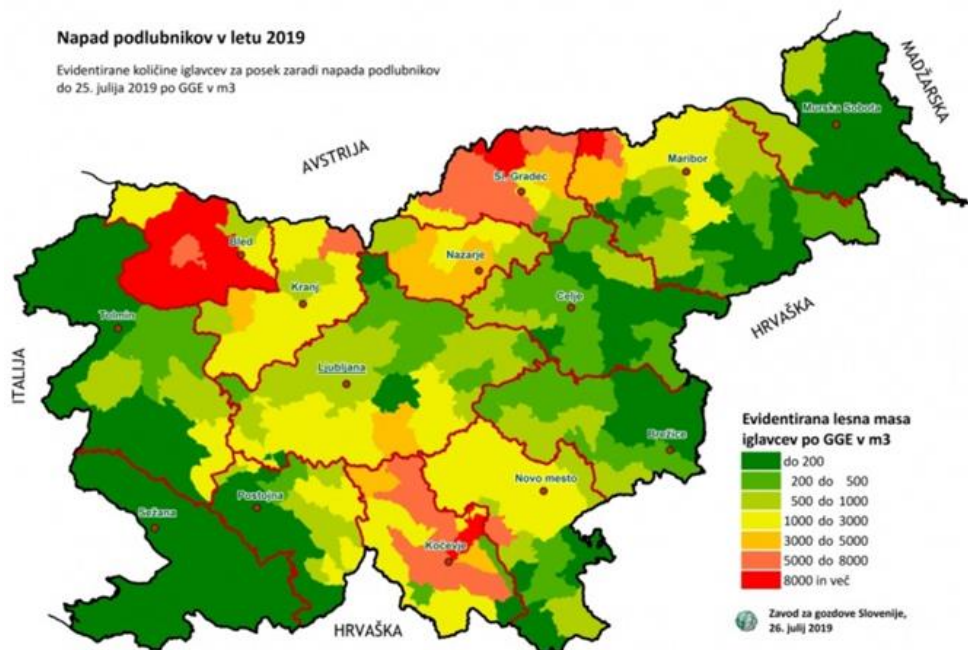 Napad podlubnikov v letu 2019
Evidentirane količine iglavcev za posek zaradi napada podlubnikov
do 25. julija 2019 po GGE v m3
MADŽARSKA
Murska Sobota
AVSTRIJA
Maribor
Sl. Gradec
Bled
Nazarje
Kranj
Celje
HRVAŠKA
Tolmin
ITALIJA
Ljubljana
Brežice
Novo mesto
Postojna
Sežana
Kočevje
HRVAŠKA
Evidentirana lesna masa
iglavcev po GGE v m3
do 200
200 do 500
500 do 1000
1000 do 3000
3000 do 5000
5000 do 8000
8000 in več
Zavod za gozdove Slovenije,
26. julij 2019